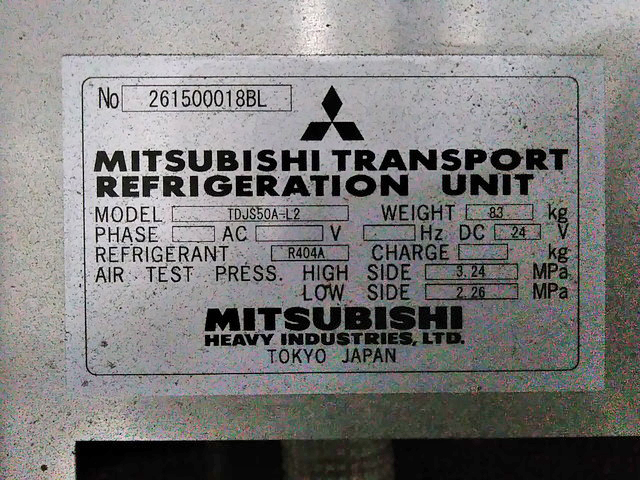 No 261500018BL
MITSUBISHI TRANSPORT
REFRIGERATION UNIT
MODEL TDJS50A-L2 WEIGHT 83 kg
PHASE AC V Hz DC 24 V
REFRIGERANT R404A CHARGE kg
AIR TEST PRESS. HIGH SIDE 3.24 MPa
LOW SIDE 2.26 MPa
MITSUBISHI
HEAVY INDUSTRIES, LTD.
TOKYO JAPAN